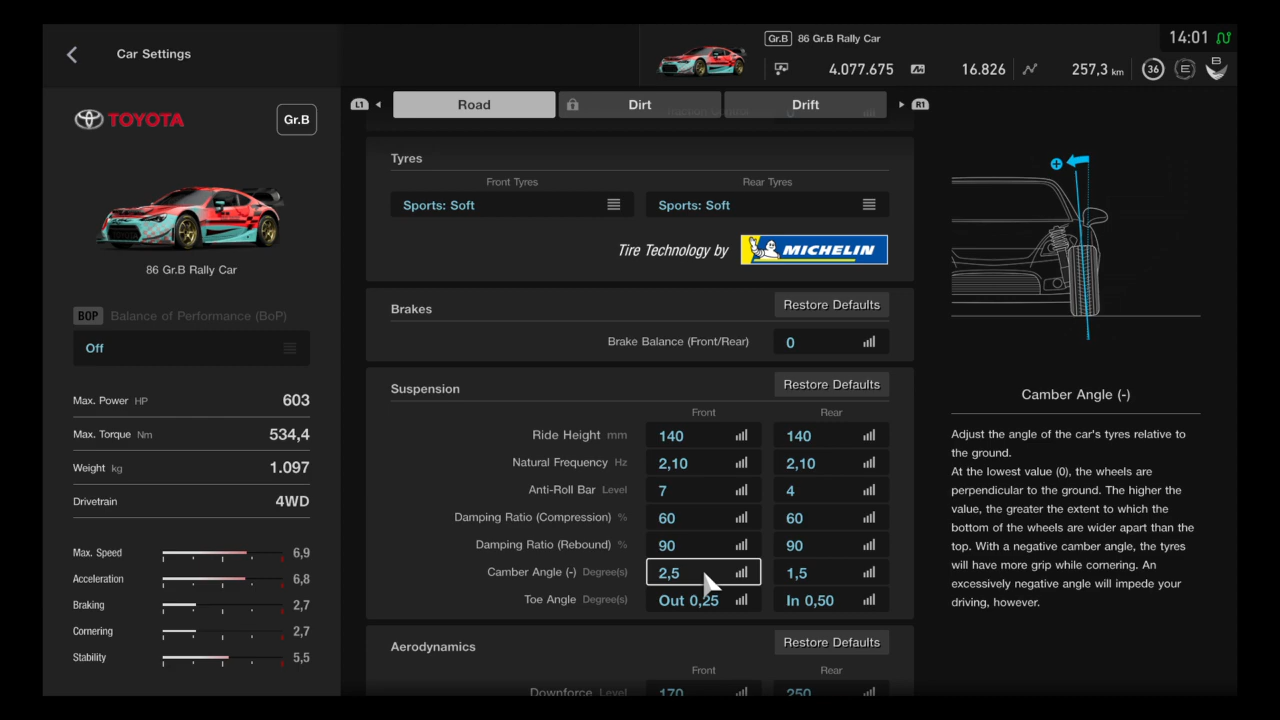 Car Settings
Gr.B 86 Gr.B Rally Car
14:01
4.077.675 16.826 257,3 km 36 E B
L1 Road Dirt Drift R1
TOYOTA
Gr.B
86 Gr.B Rally Car
BOP Balance of Performance (BoP)
Off
Max. Power HP 603
Max. Torque Nm 534,4
Weight kg 1.097
Drivetrain 4WD
Max. Speed 6,9
Acceleration 6,8
Braking 2,7
Cornering 2,7
Stability 5,5
Traction Control 0
Tyres
Front Tyres Rear Tyres
Sports: Soft Sports: Soft
Tire Technology by MICHELIN
Brakes Restore Defaults
Brake Balance (Front/Rear) 0
Suspension Restore Defaults
Front Rear
Ride Height mm 140 140
Natural Frequency Hz 2,10 2,10
Anti-Roll Bar Level 7 4
Damping Ratio (Compression) % 60 60
Damping Ratio (Rebound) % 90 90
Camber Angle (-) Degree(s) 2,5 1,5
Toe Angle Degree(s) Out 0,25 In 0,50
Aerodynamics Restore Defaults
Front Rear
Downforce Level 170 250
Camber Angle (-)
Adjust the angle of the car's tyres relative to
the ground.
At the lowest value (0), the wheels are
perpendicular to the ground. The higher the
value, the greater the extent to which the
bottom of the wheels are wider apart than the
top. With a negative camber angle, the tyres
will have more grip while cornering. An
excessively negative angle will impede your
driving, however.